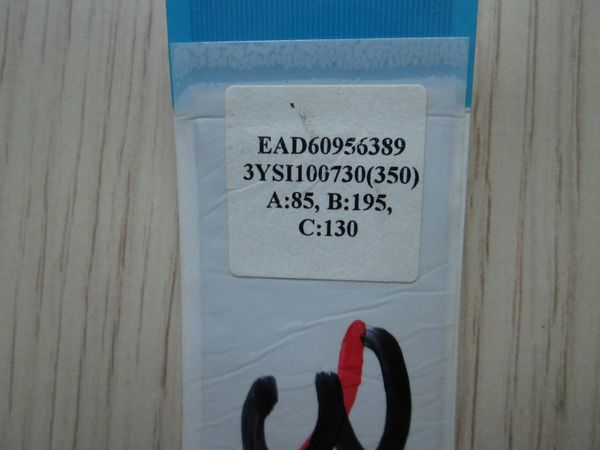 EAD60956389
3YSI100730(350)
A:85, B:195,
C:130